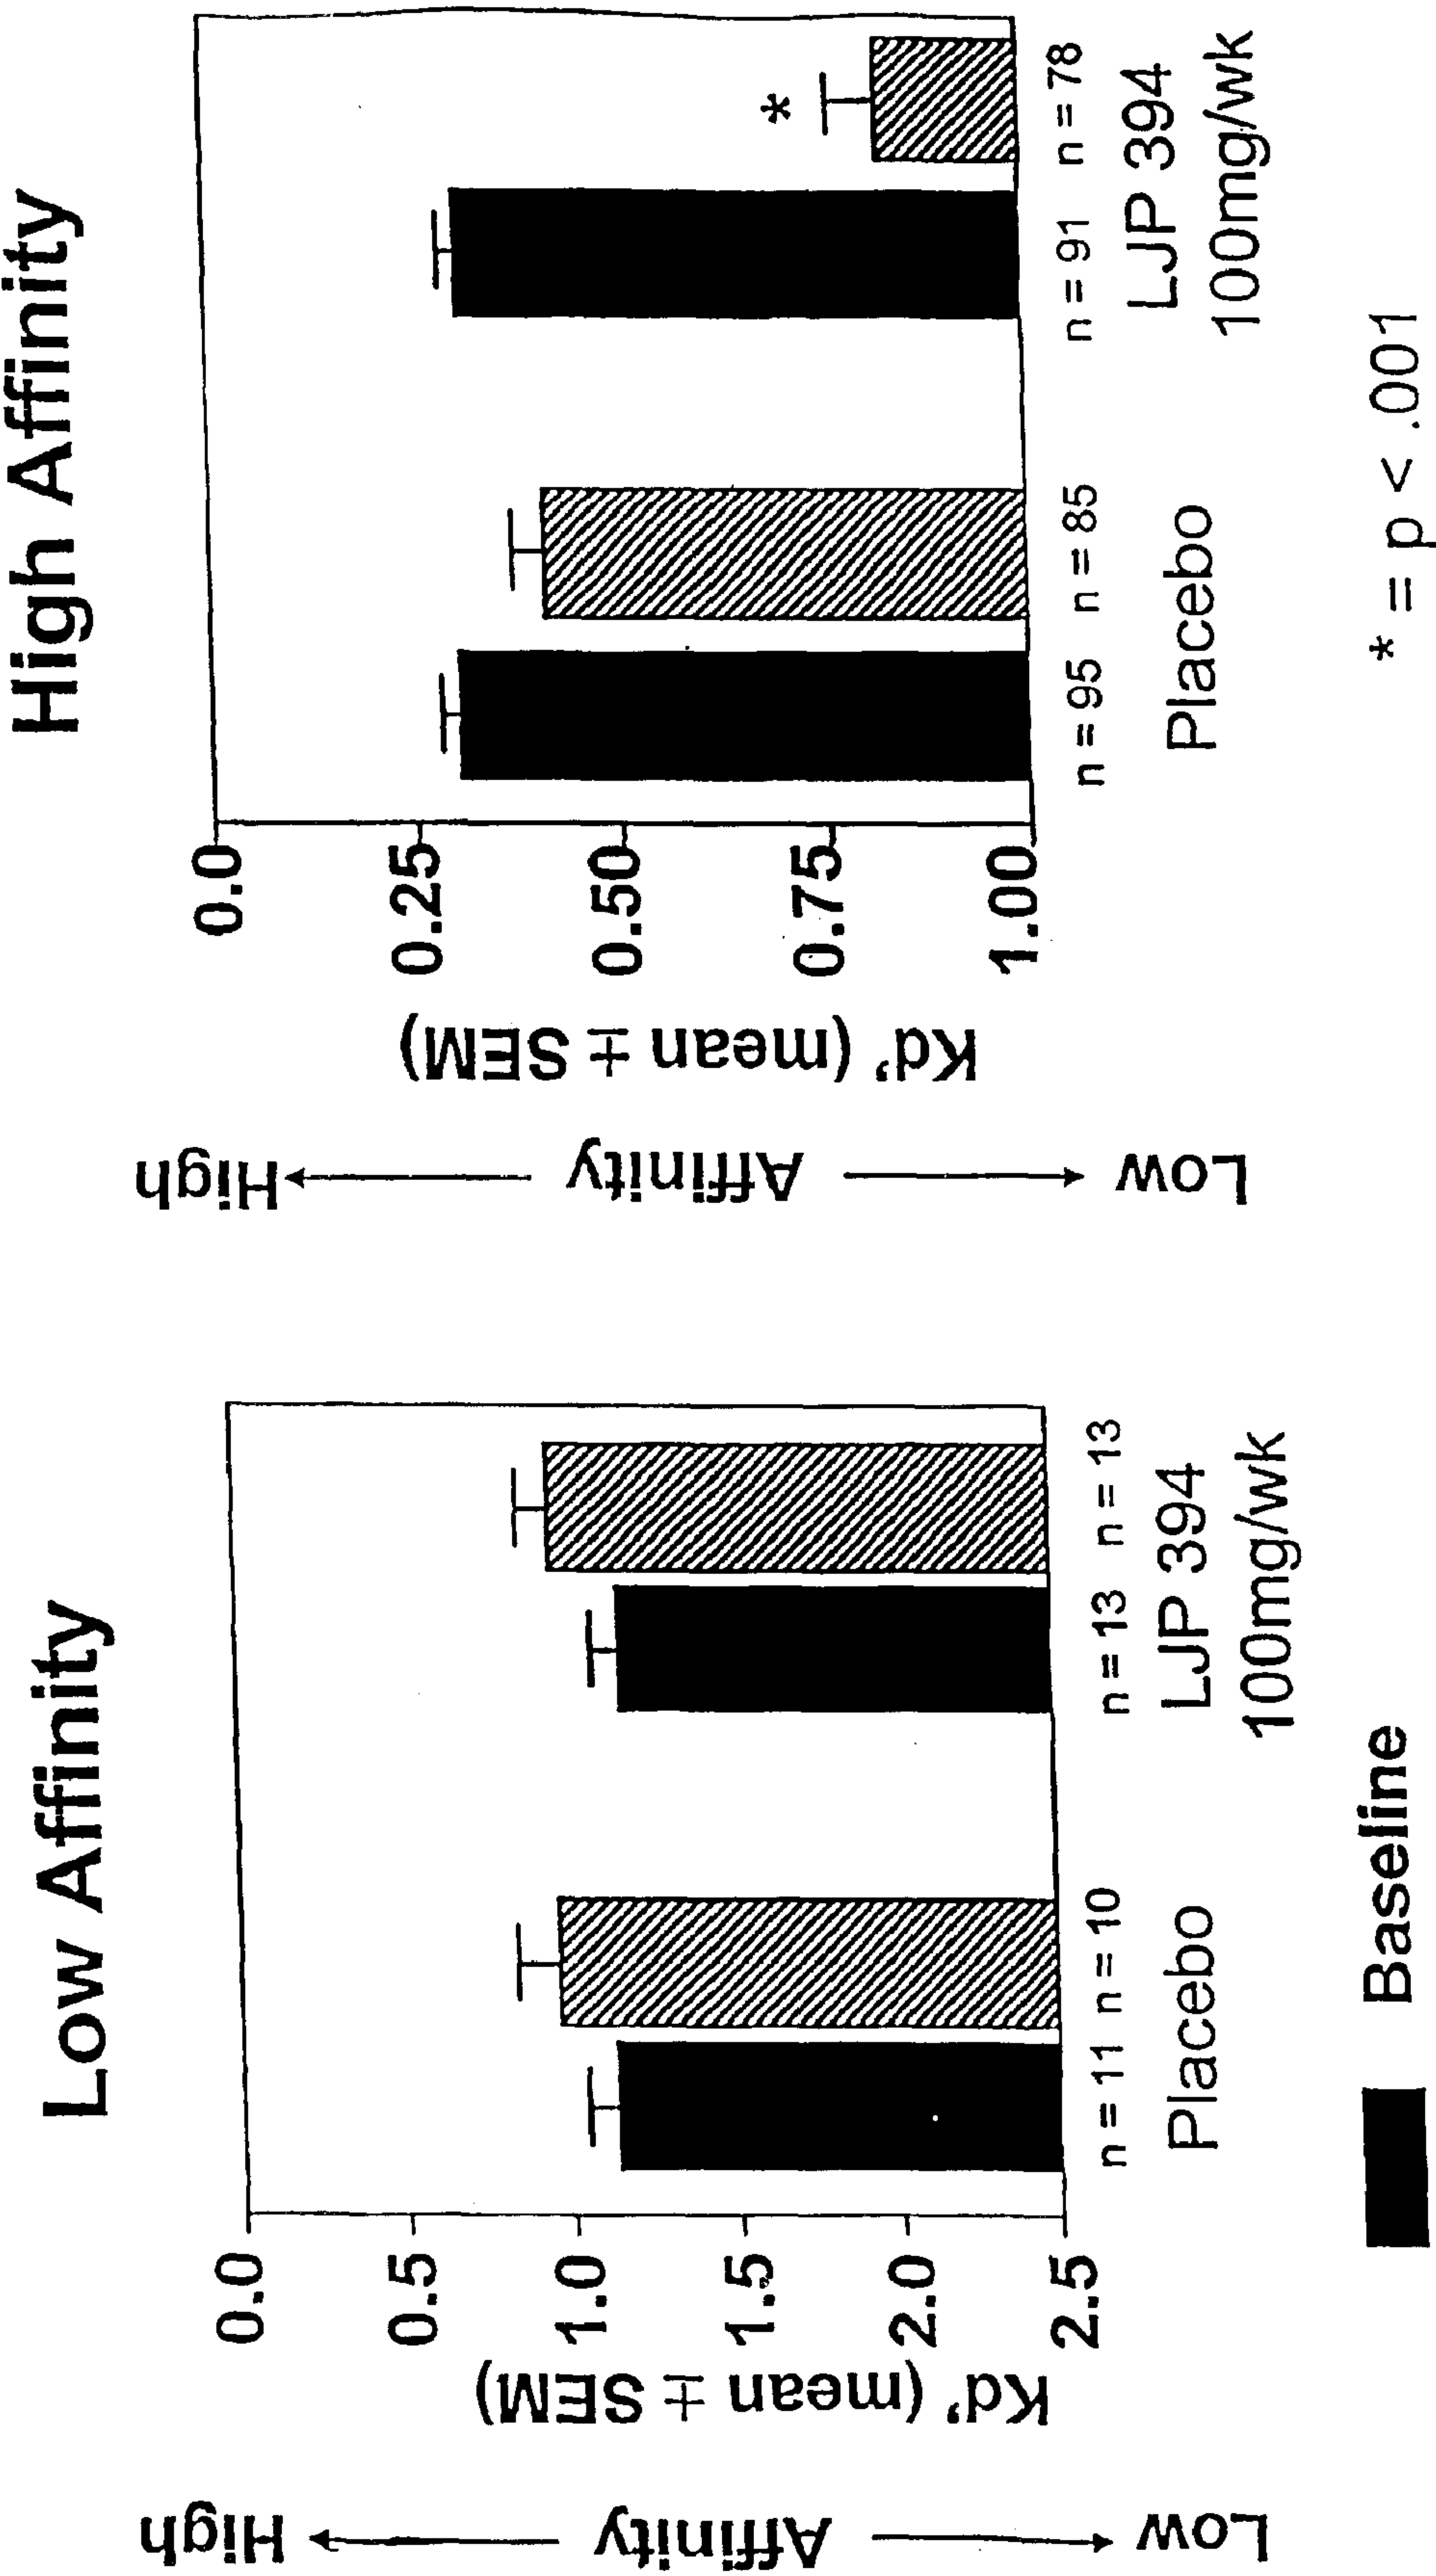 Low Affinity
High ← Affinity → Low
Kd' (mean ± SEM)
0.0
0.5
1.0
1.5
2.0
2.5
n = 11 n = 10 n = 13 n = 13
Placebo LJP 394
100mg/wk
Baseline
High Affinity
High ← Affinity → Low
Kd' (mean ± SEM)
0.0
0.25
0.50
0.75
1.00
*
n = 95 n = 85 n = 91 n = 78
Placebo LJP 394
100mg/wk
* = p < .001